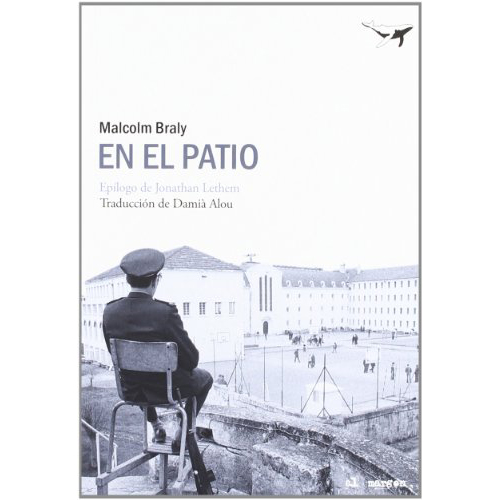 Malcolm Braly
EN EL PATIO
Epílogo de Jonathan Lethem
Traducción de Damià Alou
al margen